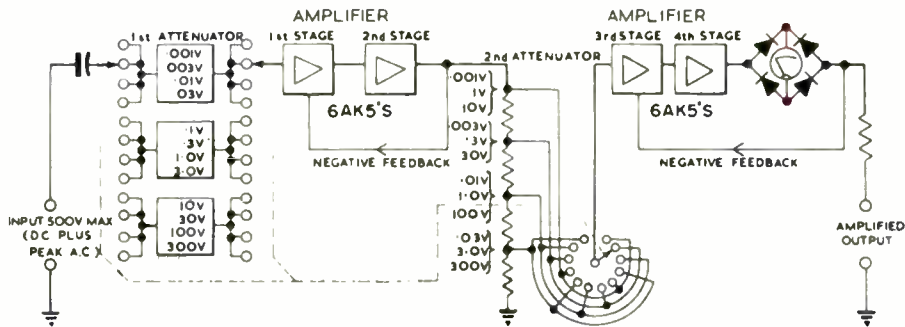 AMPLIFIER
1st ATTENUATOR
1st STAGE
2nd STAGE
.001V
.003V
.01V
.03V
.1V
.3V
1.0V
3.0V
10V
30V
100V
300V
6AK5'S
NEGATIVE FEEDBACK
INPUT 500V MAX
(DC PLUS
PEAK A.C.)
2nd ATTENUATOR
.001V
.1V
10V
.003V
.3V
30V
.01V
1.0V
100V
.03V
3.0V
300V
AMPLIFIER
3rd STAGE
4th STAGE
6AK5'S
NEGATIVE FEEDBACK
AMPLIFIED
OUTPUT